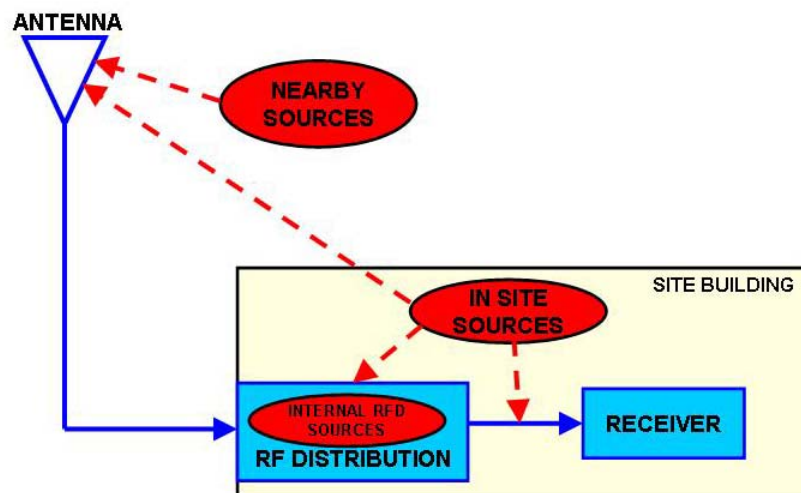 ANTENNA
NEARBY
SOURCES
SITE BUILDING
IN SITE
SOURCES
INTERNAL RFD
SOURCES
RF DISTRIBUTION
RECEIVER